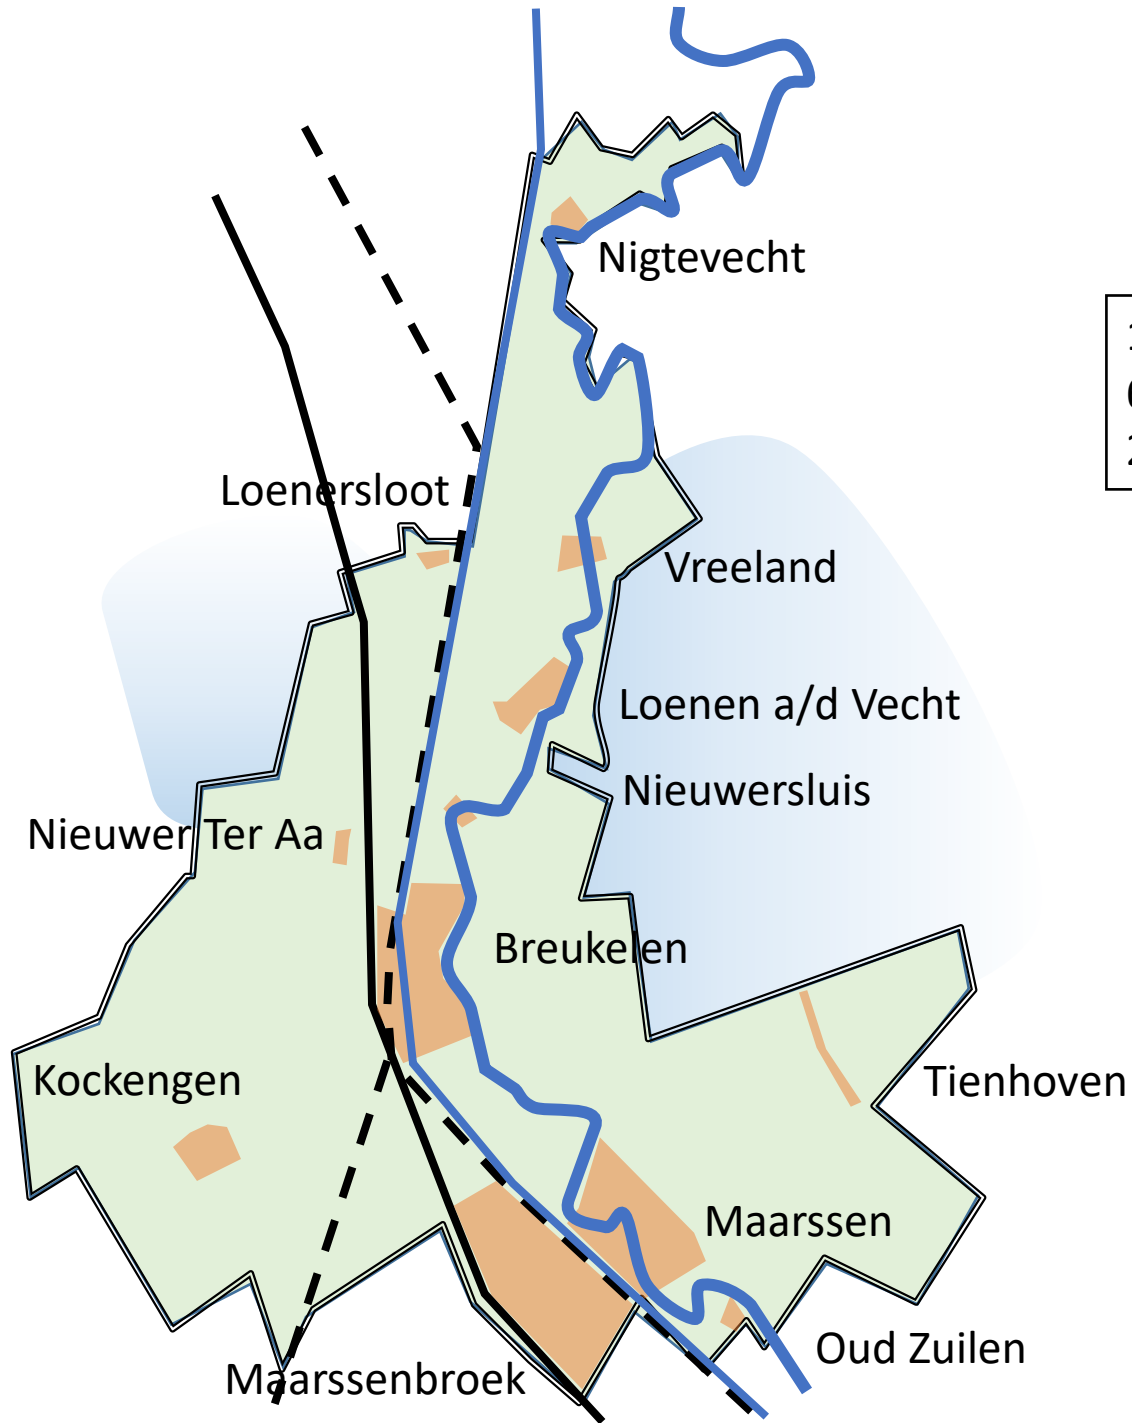 Nigtevecht
Loenersloot
Vreeland
Loenen a/d Vecht
Nieuwersluis
Nieuwer Ter Aa
Breukelen
Kockengen
Tienhoven
Maarssen
Oud Zuilen
Maarssenbroek